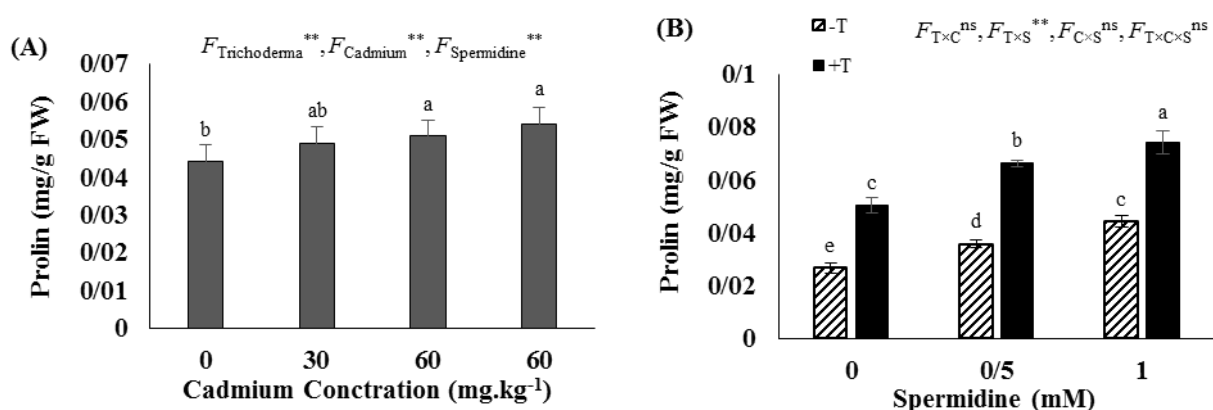 (A)
F_Trichoderma**, F_Cadmium**, F_Spermidine**
Prolin (mg/g FW)
0/07
0/06
0/05
0/04
0/03
0/02
0/01
0
b
ab
a
a
0 30 60 60
Cadmium Conctration (mg.kg⁻¹)
(B)
-T
+T
F_T×C^ns, F_T×S**, F_C×S^ns, F_T×C×S^ns
Prolin (mg/g FW)
0/1
0/08
0/06
0/04
0/02
0
e
c
d
b
c
a
0 0/5 1
Spermidine (mM)